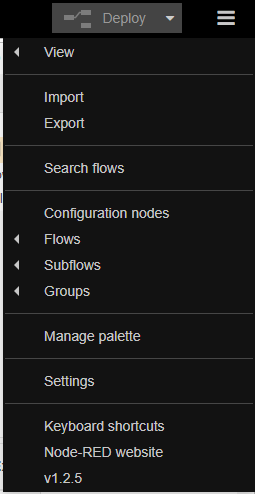 Deploy
View
Import
Export
Search flows
Configuration nodes
Flows
Subflows
Groups
Manage palette
Settings
Keyboard shortcuts
Node-RED website
v1.2.5